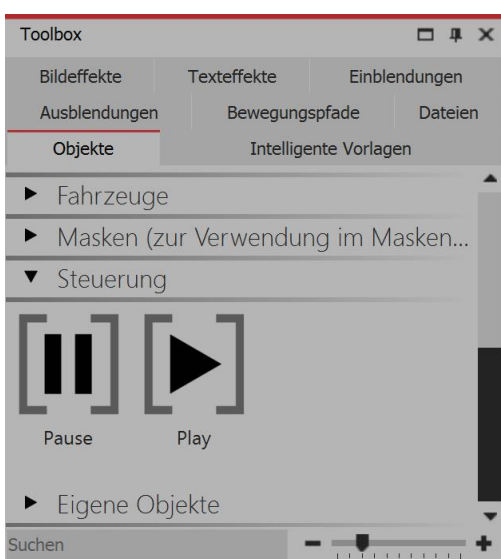 Toolbox
Bildeffekte Texteffekte Einblendungen
Ausblendungen Bewegungspfade Dateien
Objekte Intelligente Vorlagen
Fahrzeuge
Masken (zur Verwendung im Masken...
Steuerung
Pause Play
Eigene Objekte
Suchen